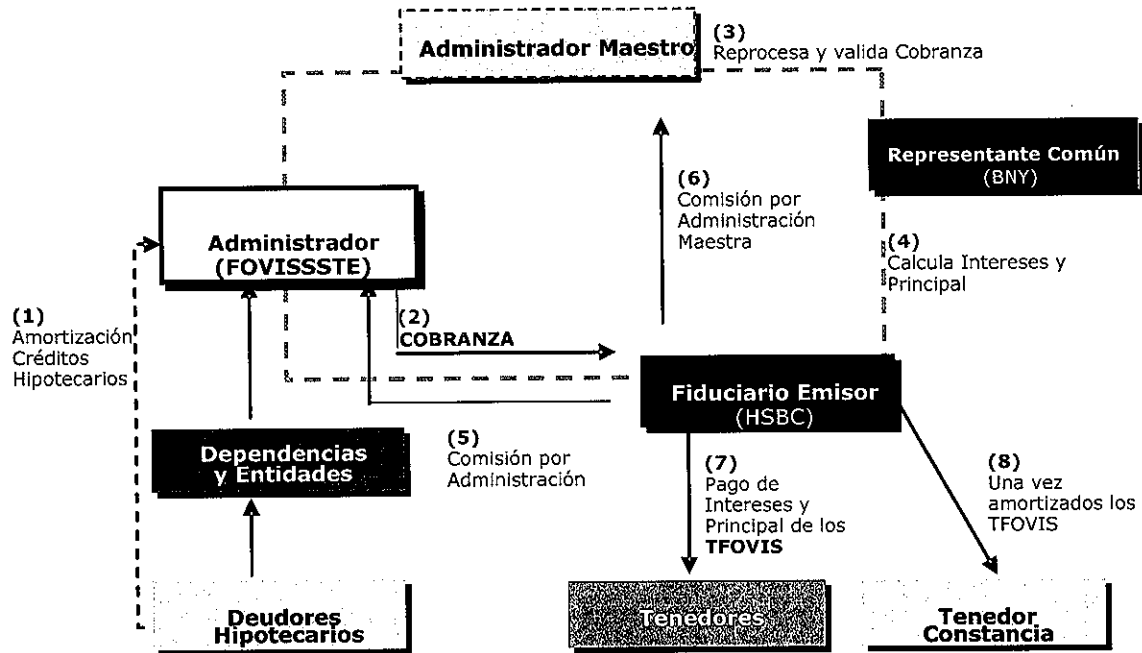 Administrador Maestro
(3)
Reprocesa y valida Cobranza
Representante Común
(BNY)
(6)
Comisión por
Administración
Maestra
Administrador
(FOVISSSTE)
(4)
Calcula Intereses y
Principal
(1)
Amortización
Créditos
Hipotecarios
(2)
COBRANZA
Fiduciario Emisor
(HSBC)
Dependencias
y Entidades
(5)
Comisión por
Administración
(7)
Pago de
Intereses y
Principal de los
TFOVIS
(8)
Una vez
amortizados los
TFOVIS
Deudores
Hipotecarios
Tenedores
Tenedor
Constancia